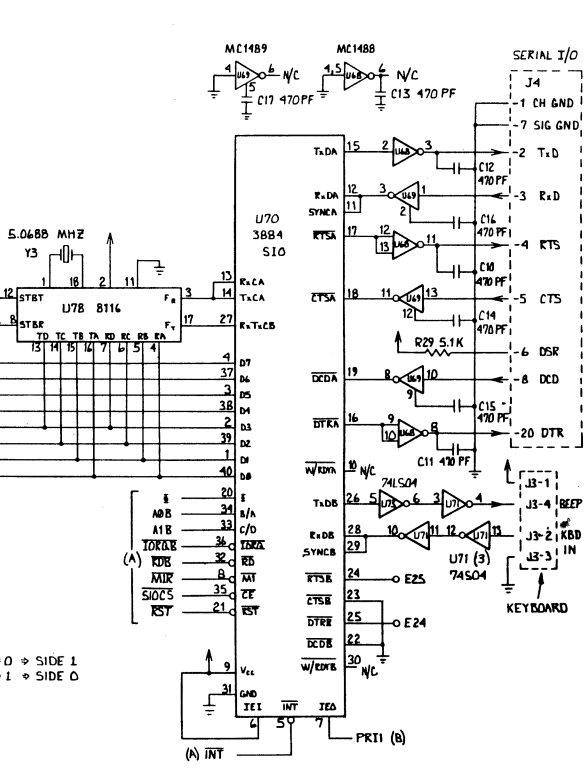 MC1489
MC1488
SERIAL I/O
4 U69 6 N/C
5
C17 470PF
4,5 U68 6 N/C
C13 470 PF
J4
-1 CH GND
-7 SIG GND
TxDA 15 2 U68 3 -2 TxD
C12
470 PF
RxDA 12 3 U69 1 -3 RxD
SYNCA 11 2
C16
470 PF
U70
3884
SIO
RTSA 17 12 U68 11 -4 RTS
13
C10
470 PF
5.0688 MHZ
Y3
1 18 2 11
12 STBT U78 8116 FR 3
8 STBR FT 17
TD TC TB TA RD RC RB RA
13 14 15 16 7 6 5 4
13 RxCA
14 TxCA
27 RxTxCB
CTSA 18 11 U69 13 -5 CTS
12 C14
470 PF
R29 5.1K -6 DSR
DCDA 19 8 U69 10 -8 DCD
9 C15
470 PF
DTRA 16 9 U68 8 -20 DTR
10
C11 470 PF
4 D7
37 D6
3 D5
38 D4
2 D3
39 D2
1 D1
40 D0
W/RDYA 10 N/C
74LS04
TxDB 26 5 U73 6 3 U71 4
RxDB 28 10 U71 11 12 U71 13
SYNCB 29
U71 (3)
74S04
J3-1
J3-4 BEEP
J3-2 KBD
IN
J3-3
KEYBOARD
(A)
Φ 20 Φ
A0B 34 B/A
A1B 33 C/D
IORQB 36 IORQ
RDB 32 RD
M1R 8 M1
SIOCS 35 CE
RST 21 RST
RTSB 24 E25
CTSB 23
DTRB 25 E24
DCDB 22
W/RDYB 30 N/C
0 ⇒ SIDE 1
1 ⇒ SIDE 0
9 Vcc
31 GND
IEI INT IEO
6 5 7
PRI1 (B)
(A) INT